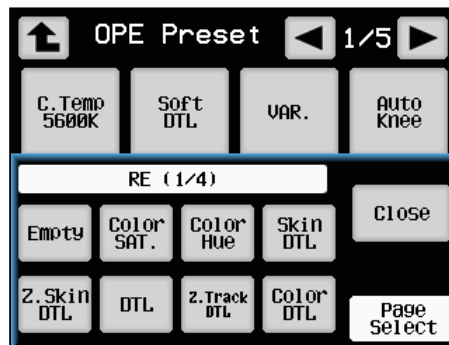 OPE Preset 1/5
C.Temp 5600K
Soft DTL
VAR.
Auto Knee
RE (1/4)
Close
Empty
Color SAT.
Color Hue
Skin DTL
Z.Skin DTL
DTL
Z.Track DTL
Color DTL
Page Select